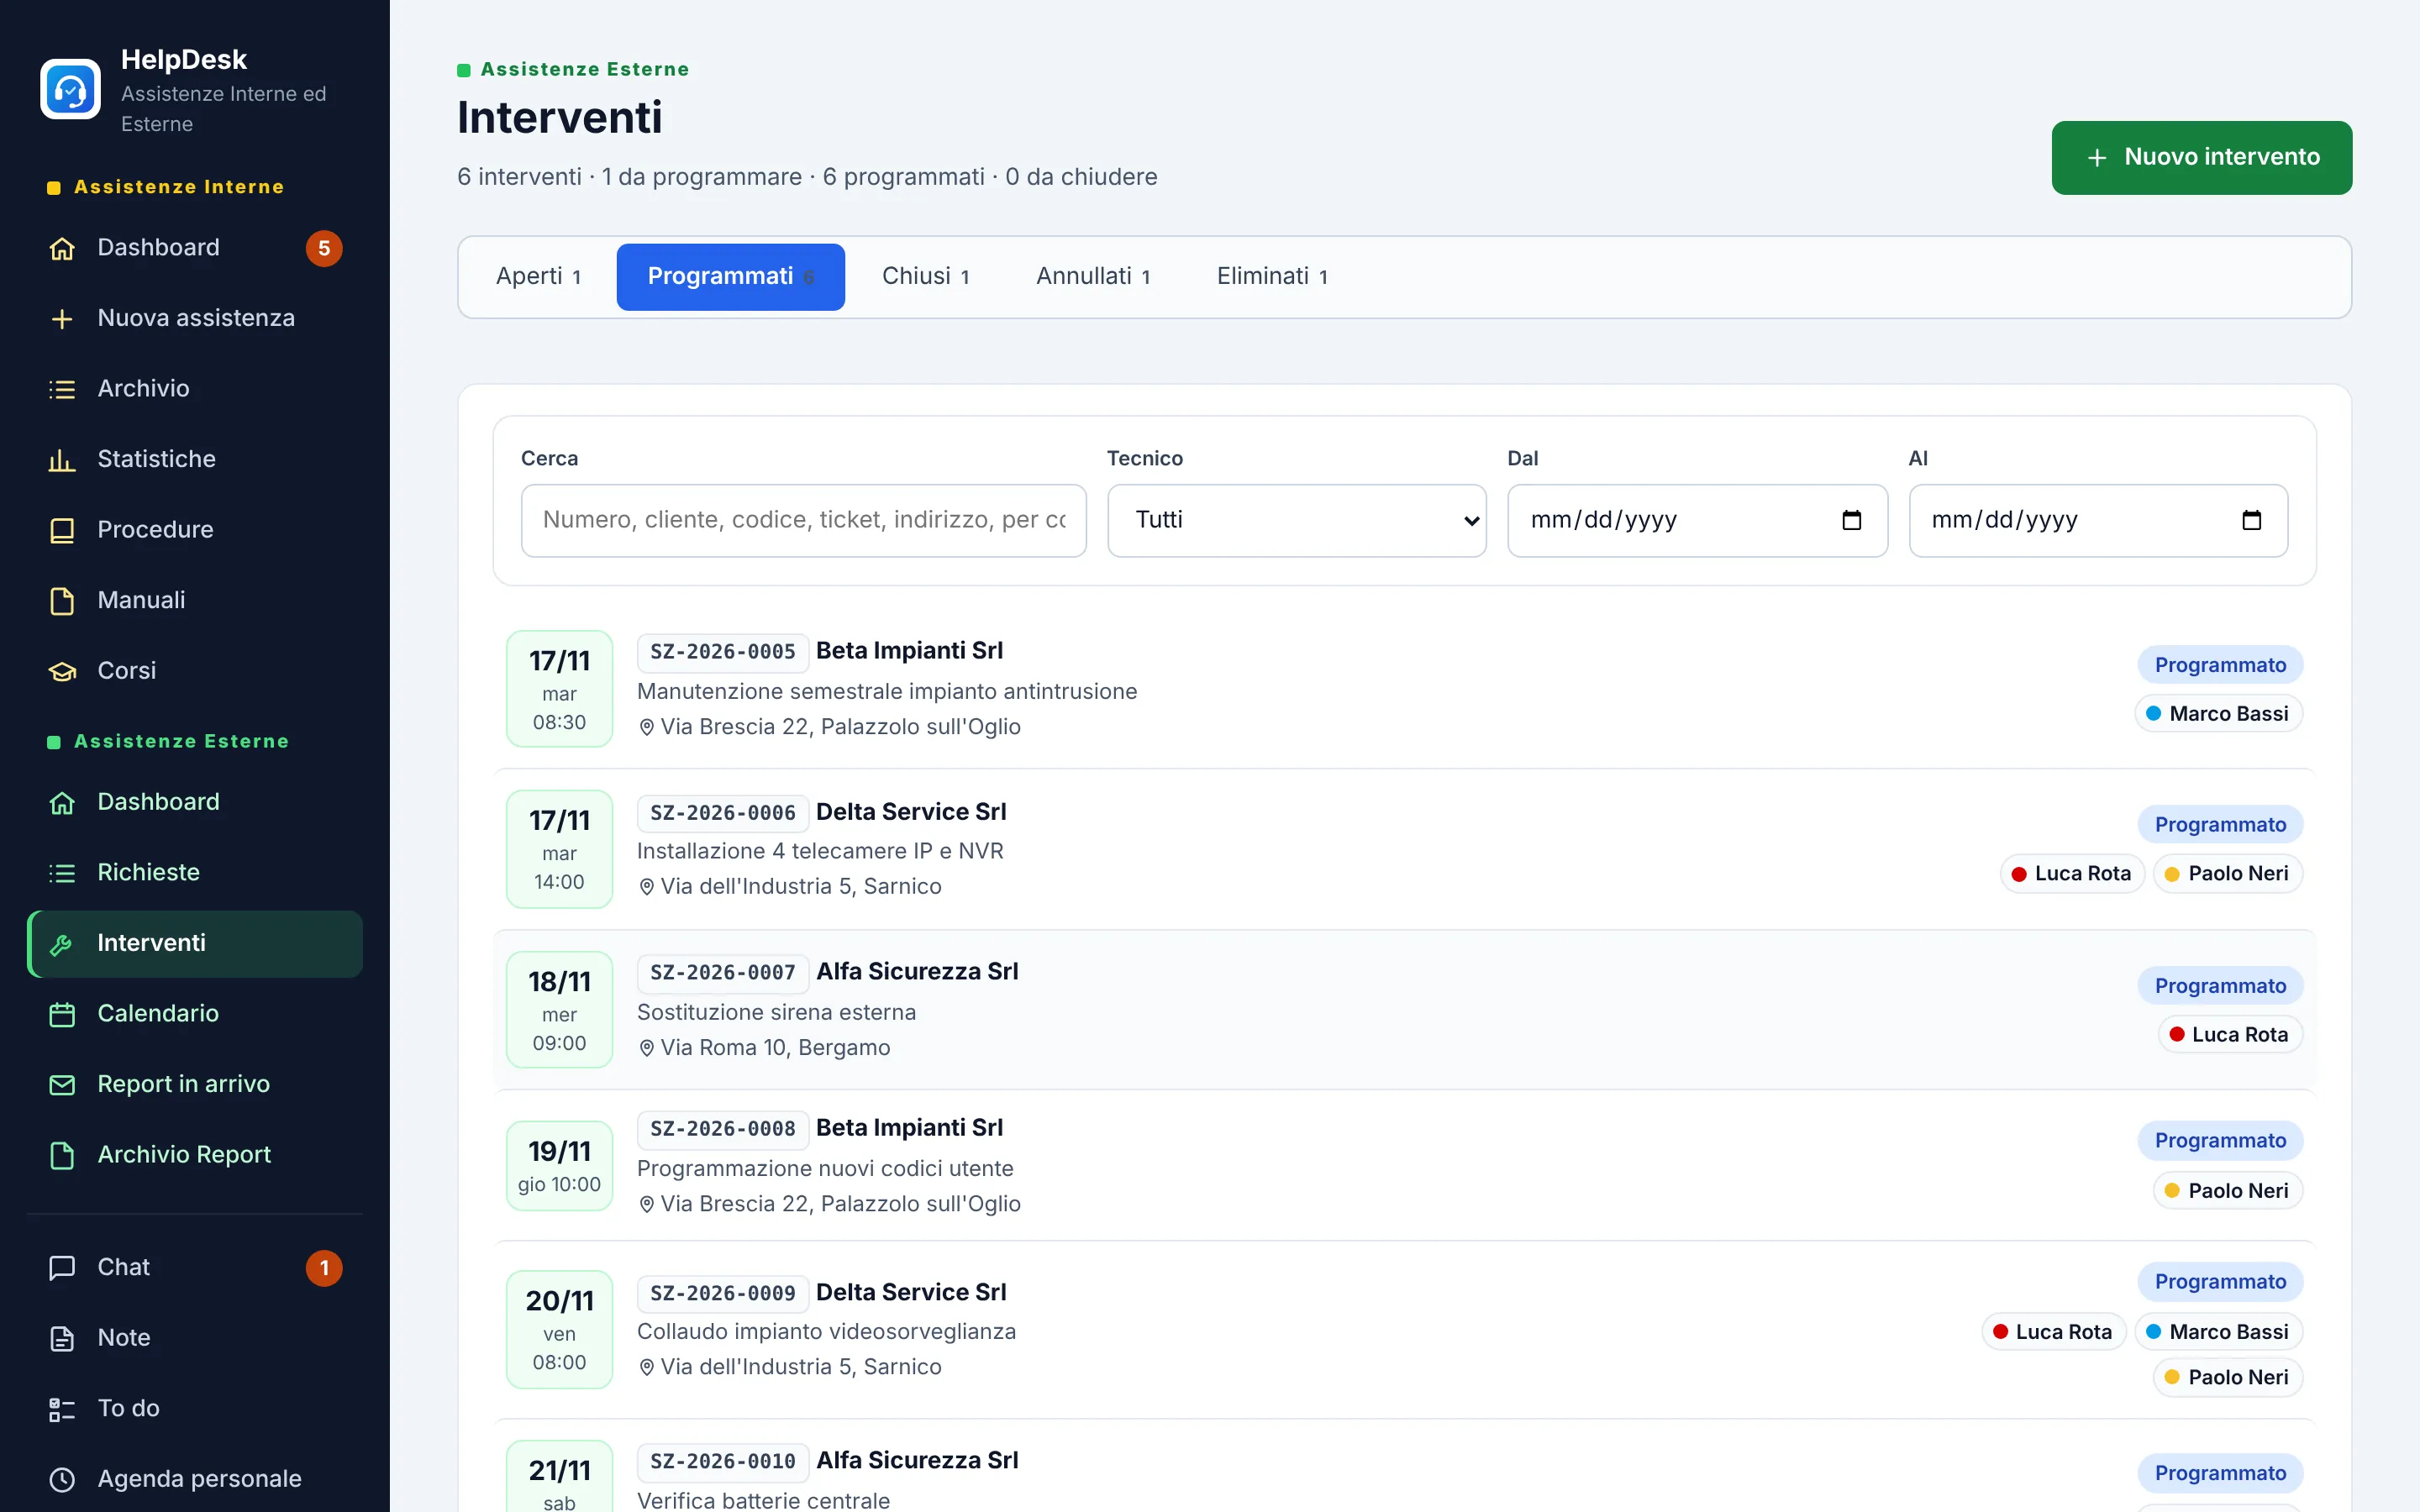 HelpDesk
Assistenze Interne ed
Esterne
Assistenze Interne
Dashboard 5
Nuova assistenza
Archivio
Statistiche
Procedure
Manuali
Corsi
Assistenze Esterne
Dashboard
Richieste
Interventi
Calendario
Report in arrivo
Archivio Report
Chat 1
Note
To do
Agenda personale
Assistenze Esterne
Interventi
6 interventi · 1 da programmare · 6 programmati · 0 da chiudere
+ Nuovo intervento
Aperti 1 Programmati 6 Chiusi 1 Annullati 1 Eliminati 1
Cerca Tecnico Dal Al
Numero, cliente, codice, ticket, indirizzo, per Tutti mm/dd/yyyy mm/dd/yyyy
17/11
mar
08:30
SZ-2026-0005 Beta Impianti Srl
Manutenzione semestrale impianto antintrusione
Via Brescia 22, Palazzolo sull'Oglio
Programmato
Marco Bassi
17/11
mar
14:00
SZ-2026-0006 Delta Service Srl
Installazione 4 telecamere IP e NVR
Via dell'Industria 5, Sarnico
Programmato
Luca Rota Paolo Neri
18/11
mer
09:00
SZ-2026-0007 Alfa Sicurezza Srl
Sostituzione sirena esterna
Via Roma 10, Bergamo
Programmato
Luca Rota
19/11
gio 10:00
SZ-2026-0008 Beta Impianti Srl
Programmazione nuovi codici utente
Via Brescia 22, Palazzolo sull'Oglio
Programmato
Paolo Neri
20/11
ven
08:00
SZ-2026-0009 Delta Service Srl
Collaudo impianto videosorveglianza
Via dell'Industria 5, Sarnico
Programmato
Luca Rota Marco Bassi
Paolo Neri
21/11
sab
SZ-2026-0010 Alfa Sicurezza Srl
Verifica batterie centrale
Programmato